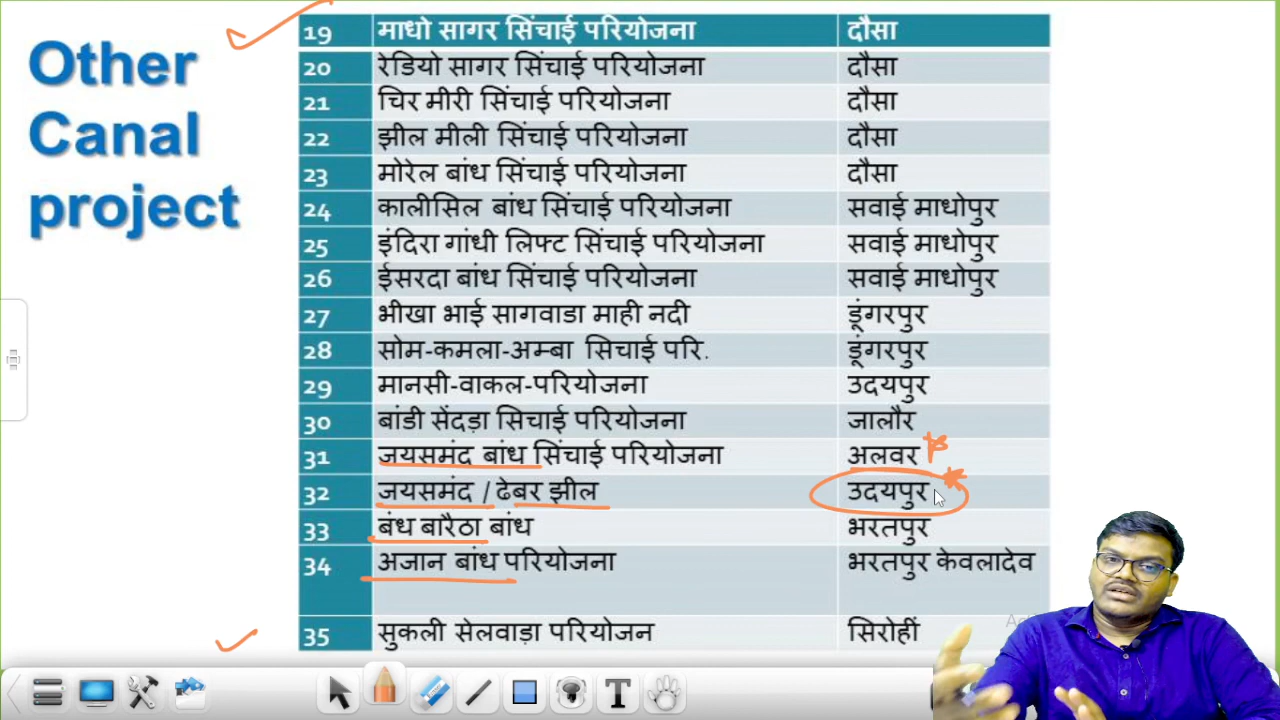 Other
Canal
project
19 माधो सागर सिंचाई परियोजना दौसा
20 रेडियो सागर सिंचाई परियोजना दौसा
21 चिर मीरी सिंचाई परियोजना दौसा
22 झील मीली सिंचाई परियोजना दौसा
23 मोरेल बांध सिंचाई परियोजना दौसा
24 कालीसिल बांध सिंचाई परियोजना सवाई माधोपुर
25 इंदिरा गांधी लिफ्ट सिंचाई परियोजना सवाई माधोपुर
26 ईसरदा बांध सिंचाई परियोजना सवाई माधोपुर
27 भीखा भाई सागवाडा माही नदी डूंगरपुर
28 सोम-कमला-अम्बा सिचाई परि. डूंगरपुर
29 मानसी-वाकल-परियोजना उदयपुर
30 बांडी सेंदड़ा सिचाई परियोजना जालौर
31 जयसमंद बांध सिंचाई परियोजना अलवर
32 जयसमंद / ढेबर झील उदयपुर
33 बंध बारैठा बांध भरतपुर
34 अजान बांध परियोजना भरतपुर केवलादेव
35 सुकली सेलवाड़ा परियोजन सिरोहीं